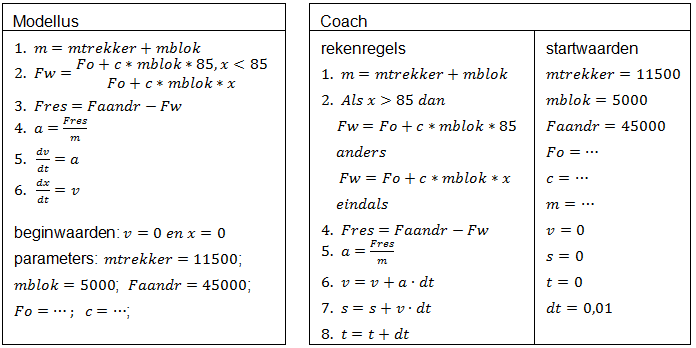 Modellus
1. m = mtrekker + mblok
2. Fw = Fo + c * mblok * 85, x < 85
Fo + c * mblok * x
3. Fres = Faandr − Fw
4. a = Fres/m
5. dv/dt = a
6. dx/dt = v
beginwaarden: v = 0 en x = 0
parameters: mtrekker = 11500;
mblok = 5000; Faandr = 45000;
Fo = ⋯ ; c = ⋯;
Coach
rekenregels
1. m = mtrekker + mblok
2. Als x > 85 dan
Fw = Fo + c * mblok * 85
anders
Fw = Fo + c * mblok * x
eindals
4. Fres = Faandr − Fw
5. a = Fres/m
6. v = v + a · dt
7. s = s + v · dt
8. t = t + dt
startwaarden
mtrekker = 11500
mblok = 5000
Faandr = 45000
Fo = ⋯
c = ⋯
m = ⋯
v = 0
s = 0
t = 0
dt = 0,01